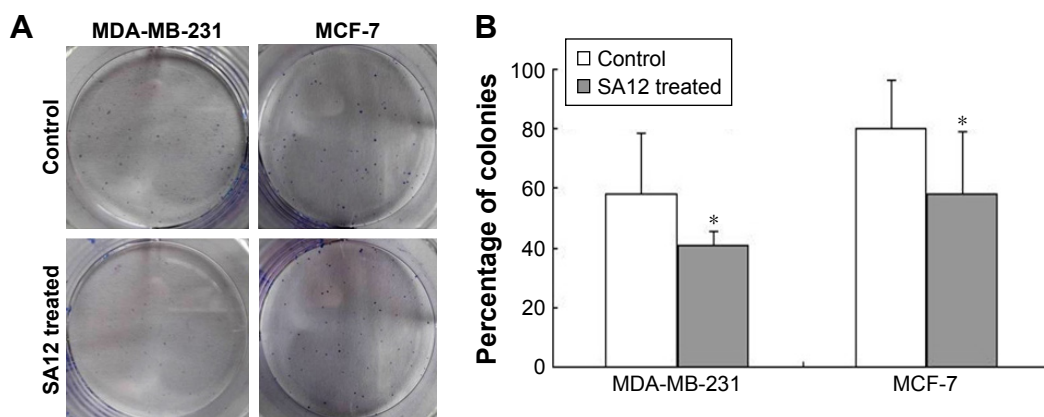 A
MDA-MB-231
MCF-7
Control
SA12 treated
B
Control
SA12 treated
Percentage of colonies
100
80
60
40
20
0
*
*
MDA-MB-231
MCF-7